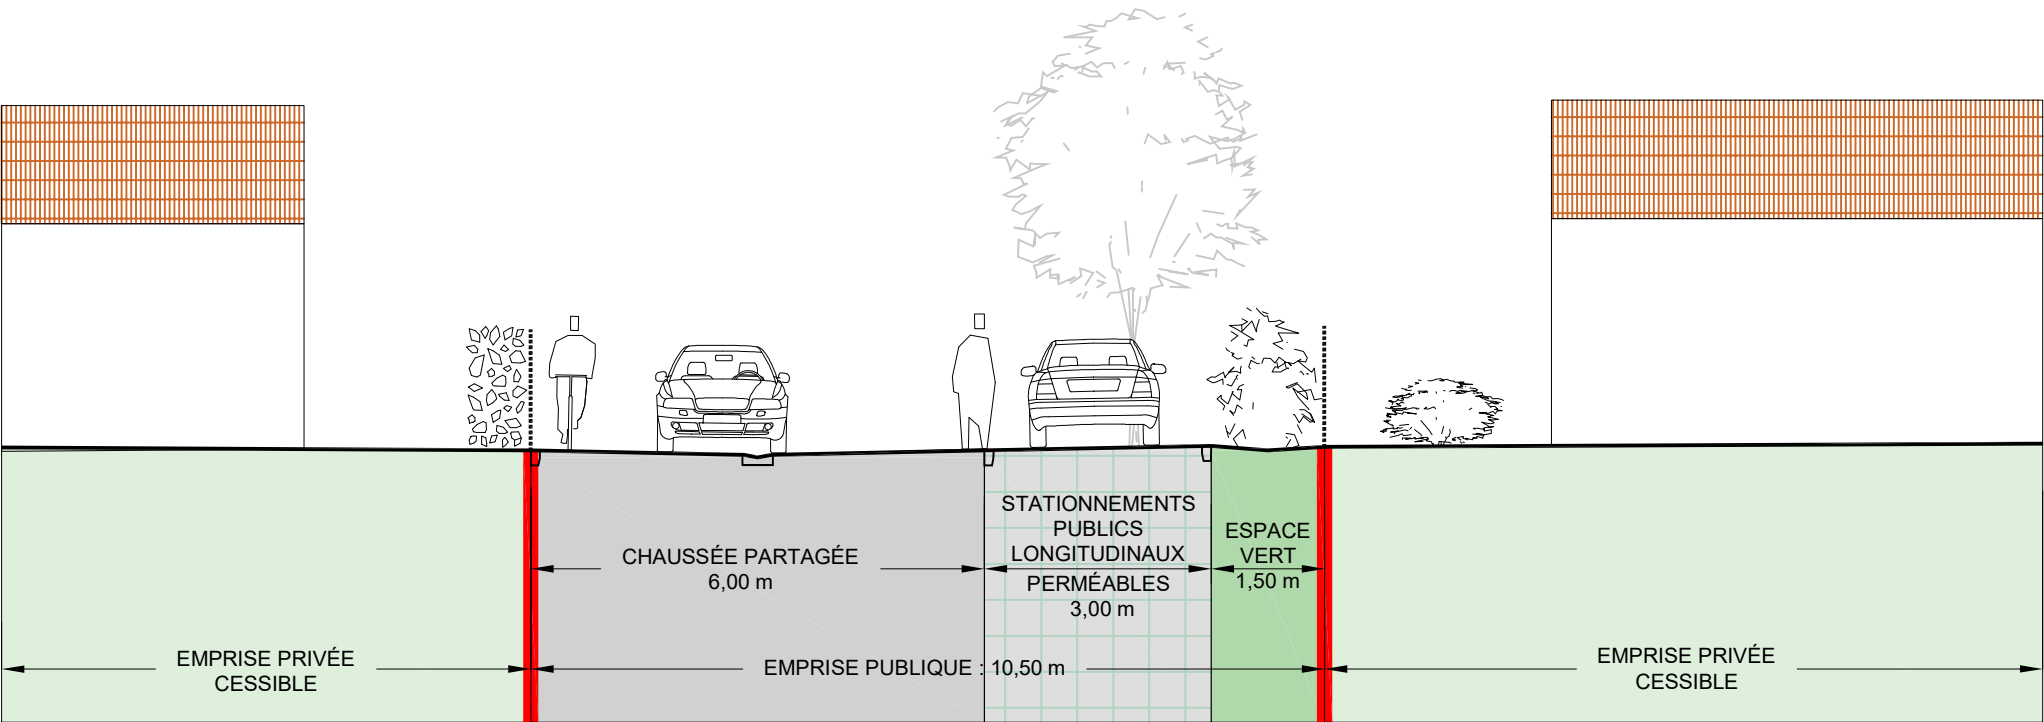 CHAUSSÉE PARTAGÉE
6,00 m
STATIONNEMENTS
PUBLICS
LONGITUDINAUX
PERMÉABLES
3,00 m
ESPACE
VERT
1,50 m
EMPRISE PRIVÉE
CESSIBLE
EMPRISE PUBLIQUE : 10,50 m
EMPRISE PRIVÉE
CESSIBLE